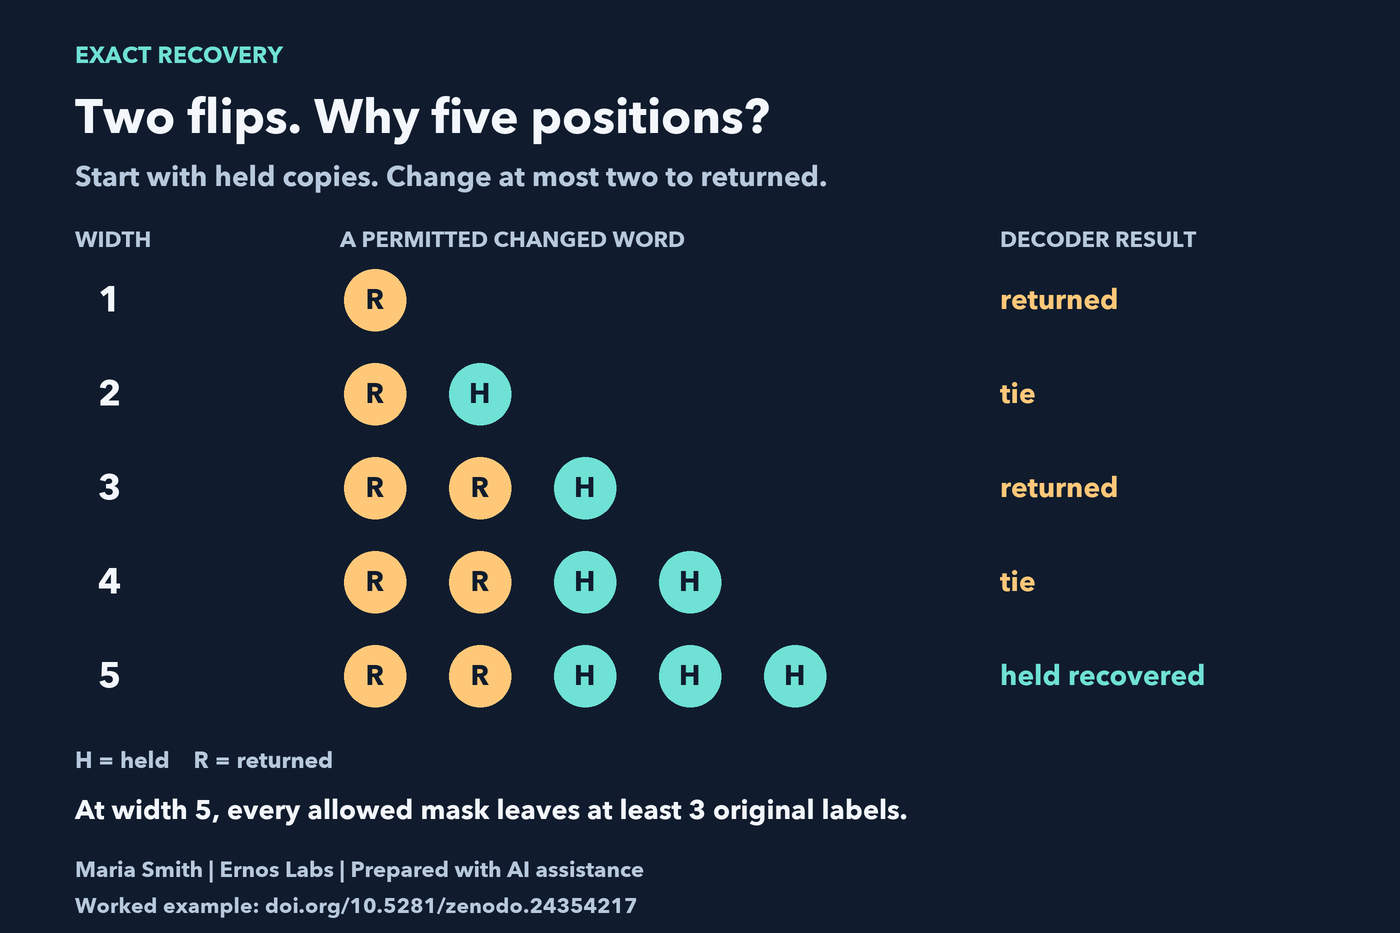 EXACT RECOVERY
Two flips. Why five positions?
Start with held copies. Change at most two to returned.
WIDTH A PERMITTED CHANGED WORD DECODER RESULT
1 R returned
2 R H tie
3 R R H returned
4 R R H H tie
5 R R H H H held recovered
H = held R = returned
At width 5, every allowed mask leaves at least 3 original labels.
Maria Smith | Ernos Labs | Prepared with AI assistance
Worked example: doi.org/10.5281/zenodo.24354217